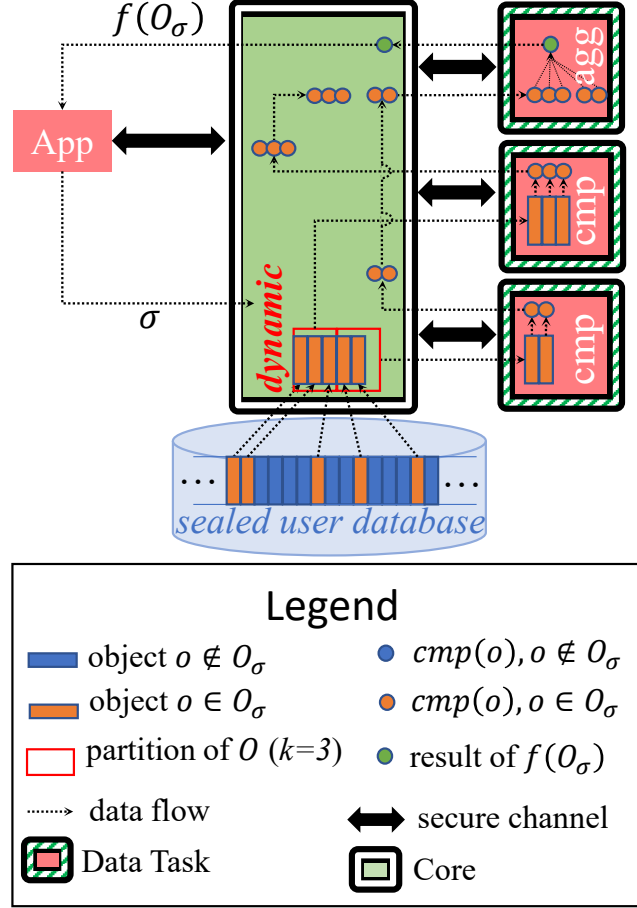 f(O_σ)
agg
App
cmp
σ
dynamic
cmp
... ...
sealed user database
Legend
object o ∉ O_σ
cmp(o), o ∉ O_σ
object o ∈ O_σ
cmp(o), o ∈ O_σ
partition of O (k=3)
result of f(O_σ)
data flow
secure channel
Data Task
Core